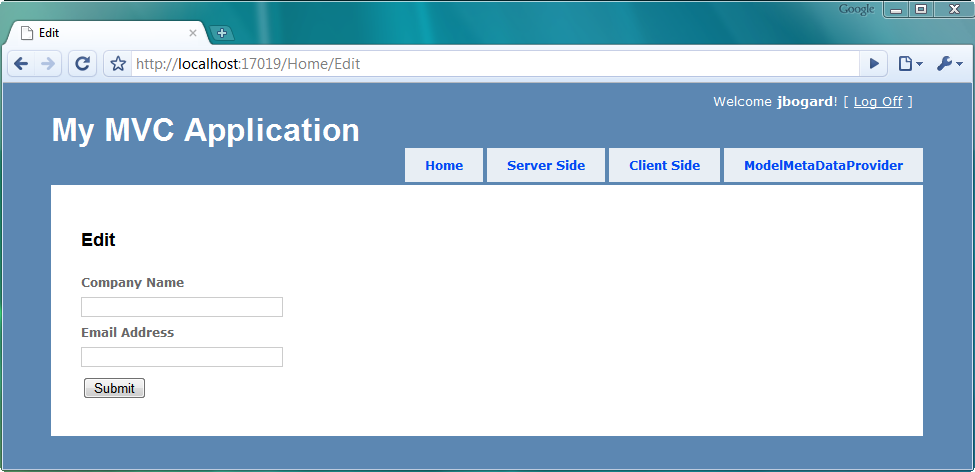 Google
Edit
http://localhost:17019/Home/Edit
Welcome jbogard! [ Log Off ]
My MVC Application
Home Server Side Client Side ModelMetaDataProvider
Edit
Company Name
Email Address
Submit